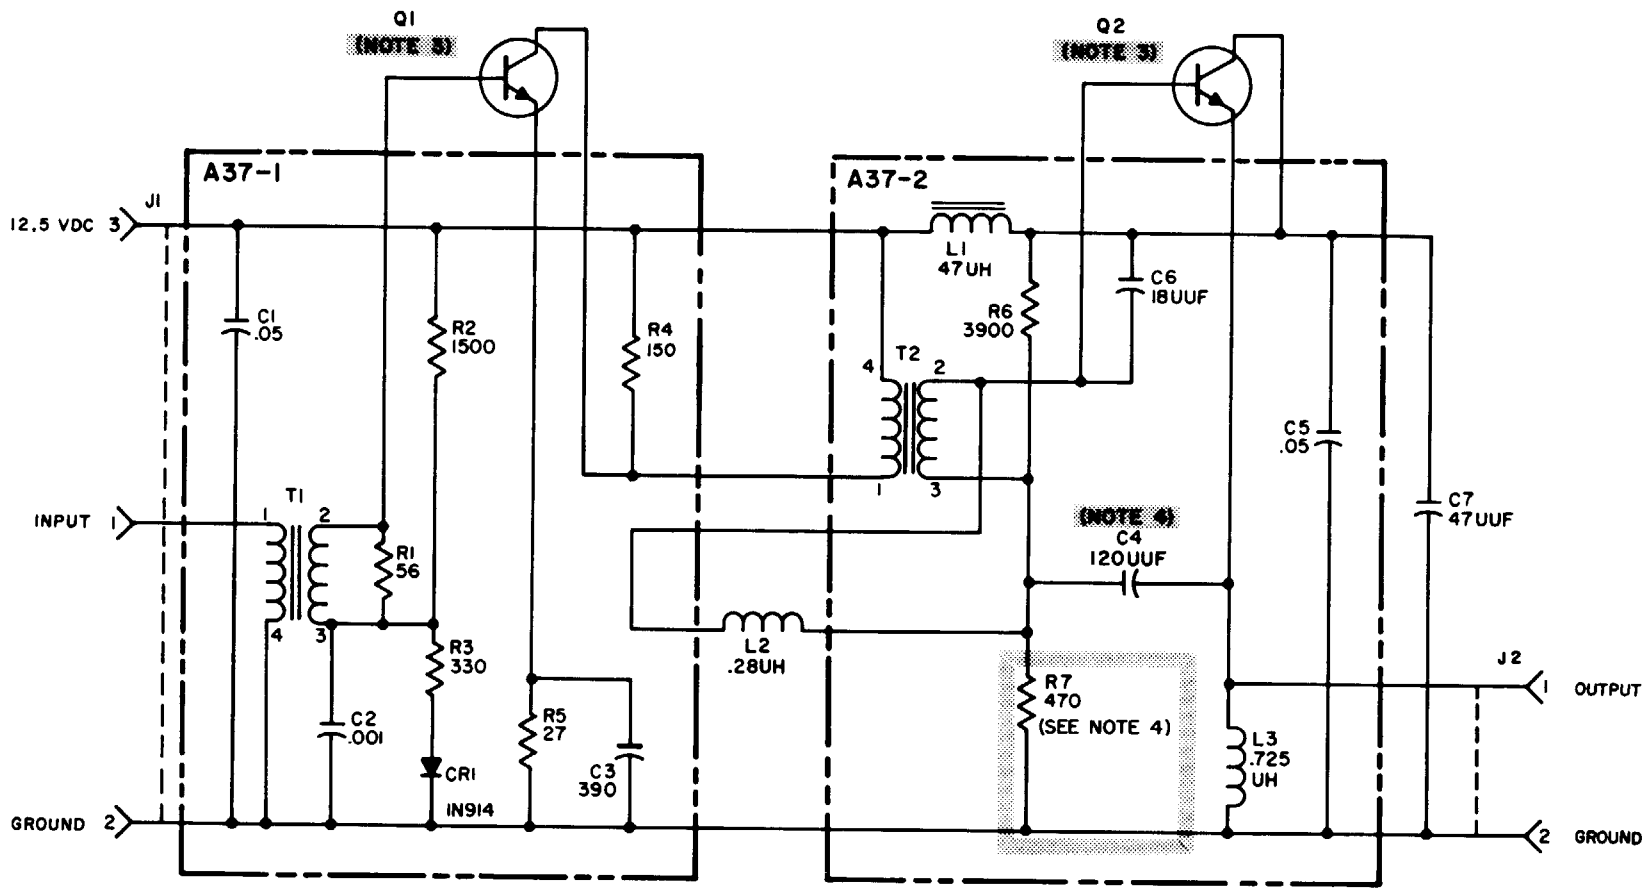 Q1
(NOTE 3)
Q2
(NOTE 3)
A37-1
A37-2
J1
12.5 VDC 3
L1
47UH
C1
.05
R2
1500
R4
150
R6
3900
C6
18UUF
T2
4
2
1
3
C5
.05
C7
47UUF
INPUT 1
T1
1
2
4
3
R1
56
(NOTE 4)
C4
120UUF
L2
.28UH
R3
330
R7
470
(SEE NOTE 4)
J2
1 OUTPUT
C2
.001
R5
27
C3
390
L3
.725
UH
CR1
1N914
GROUND 2
2 GROUND